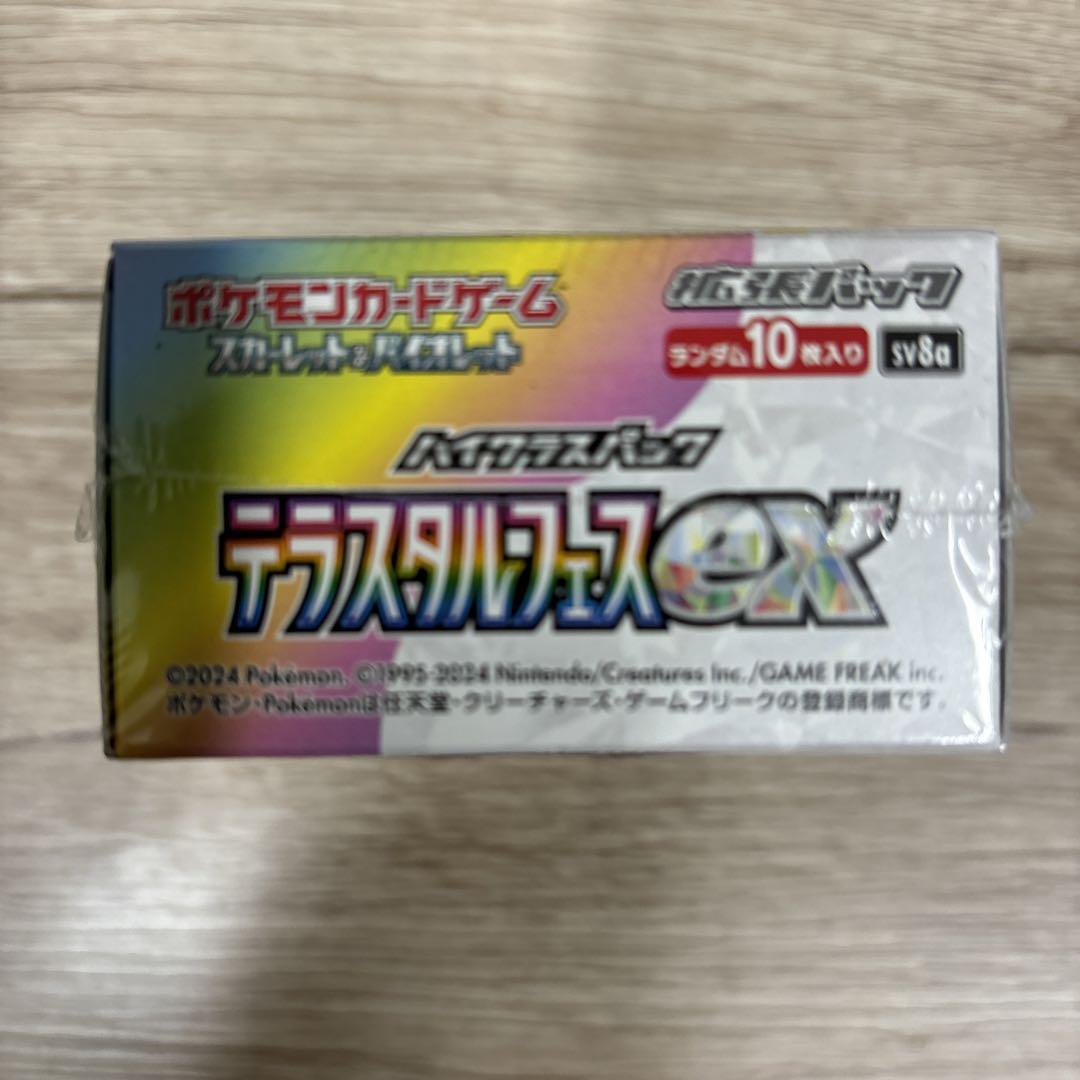 ポケモンカードゲーム
スカーレット&バイオレット
拡張パック
ランダム10枚入り
sv8a
ハイクラスパック
テラスタルフェスex
©2024 Pokémon. ©1995-2024 Nintendo/Creatures Inc./GAME FREAK inc.
ポケモン・Pokémonは任天堂・クリーチャーズ・ゲームフリークの登録商標です。